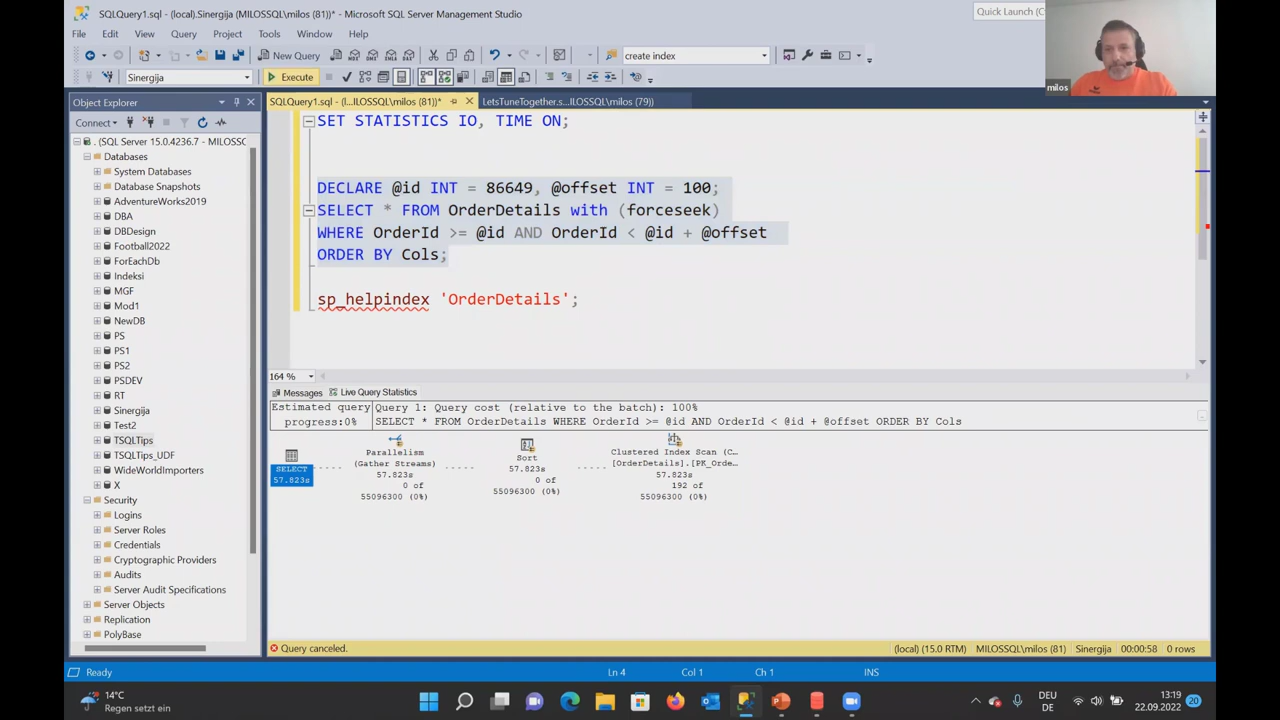 SQLQuery1.sql - (local).Sinergija (MILOSSQL\milos (81))* - Microsoft SQL Server Management Studio
Quick Launch (C
File Edit View Query Project Tools Window Help
New Query
create index
Sinergija
Execute
Object Explorer
SQLQuery1.sql - (l...ILOSSQL\milos (81))*
LetsTuneTogether.s...ILOSSQL\milos (79))
milos
Connect
. (SQL Server 15.0.4236.7 - MILOSSC
Databases
System Databases
Database Snapshots
AdventureWorks2019
DBA
DBDesign
Football2022
ForEachDb
Indeksi
MGF
Mod1
NewDB
PS
PS1
PS2
PSDEV
RT
Sinergija
Test2
TSQLTips
TSQLTips_UDF
WideWorldImporters
X
Security
Logins
Server Roles
Credentials
Cryptographic Providers
Audits
Server Audit Specifications
Server Objects
Replication
PolyBase
SET STATISTICS IO, TIME ON;
DECLARE @id INT = 86649, @offset INT = 100;
SELECT * FROM OrderDetails with (forceseek)
WHERE OrderId >= @id AND OrderId < @id + @offset
ORDER BY Cols;
sp_helpindex 'OrderDetails';
164 %
Messages Live Query Statistics
Estimated query progress:0%
Query 1: Query cost (relative to the batch): 100%
SELECT * FROM OrderDetails WHERE OrderId >= @id AND OrderId < @id + @offset ORDER BY Cols
SELECT
57.823s
Parallelism
(Gather Streams)
57.823s
0 of
55096300 (0%)
Sort
57.823s
0 of
55096300 (0%)
Clustered Index Scan (C…
[OrderDetails].[PK_Orde…
57.823s
192 of
55096300 (0%)
Query canceled.
(local) (15.0 RTM) MILOSSQL\milos (81) Sinergija 00:00:58 0 rows
Ready
Ln 4 Col 1 Ch 1 INS
14°C
Regen setzt ein
DEU
DE
13:19
22.09.2022
20